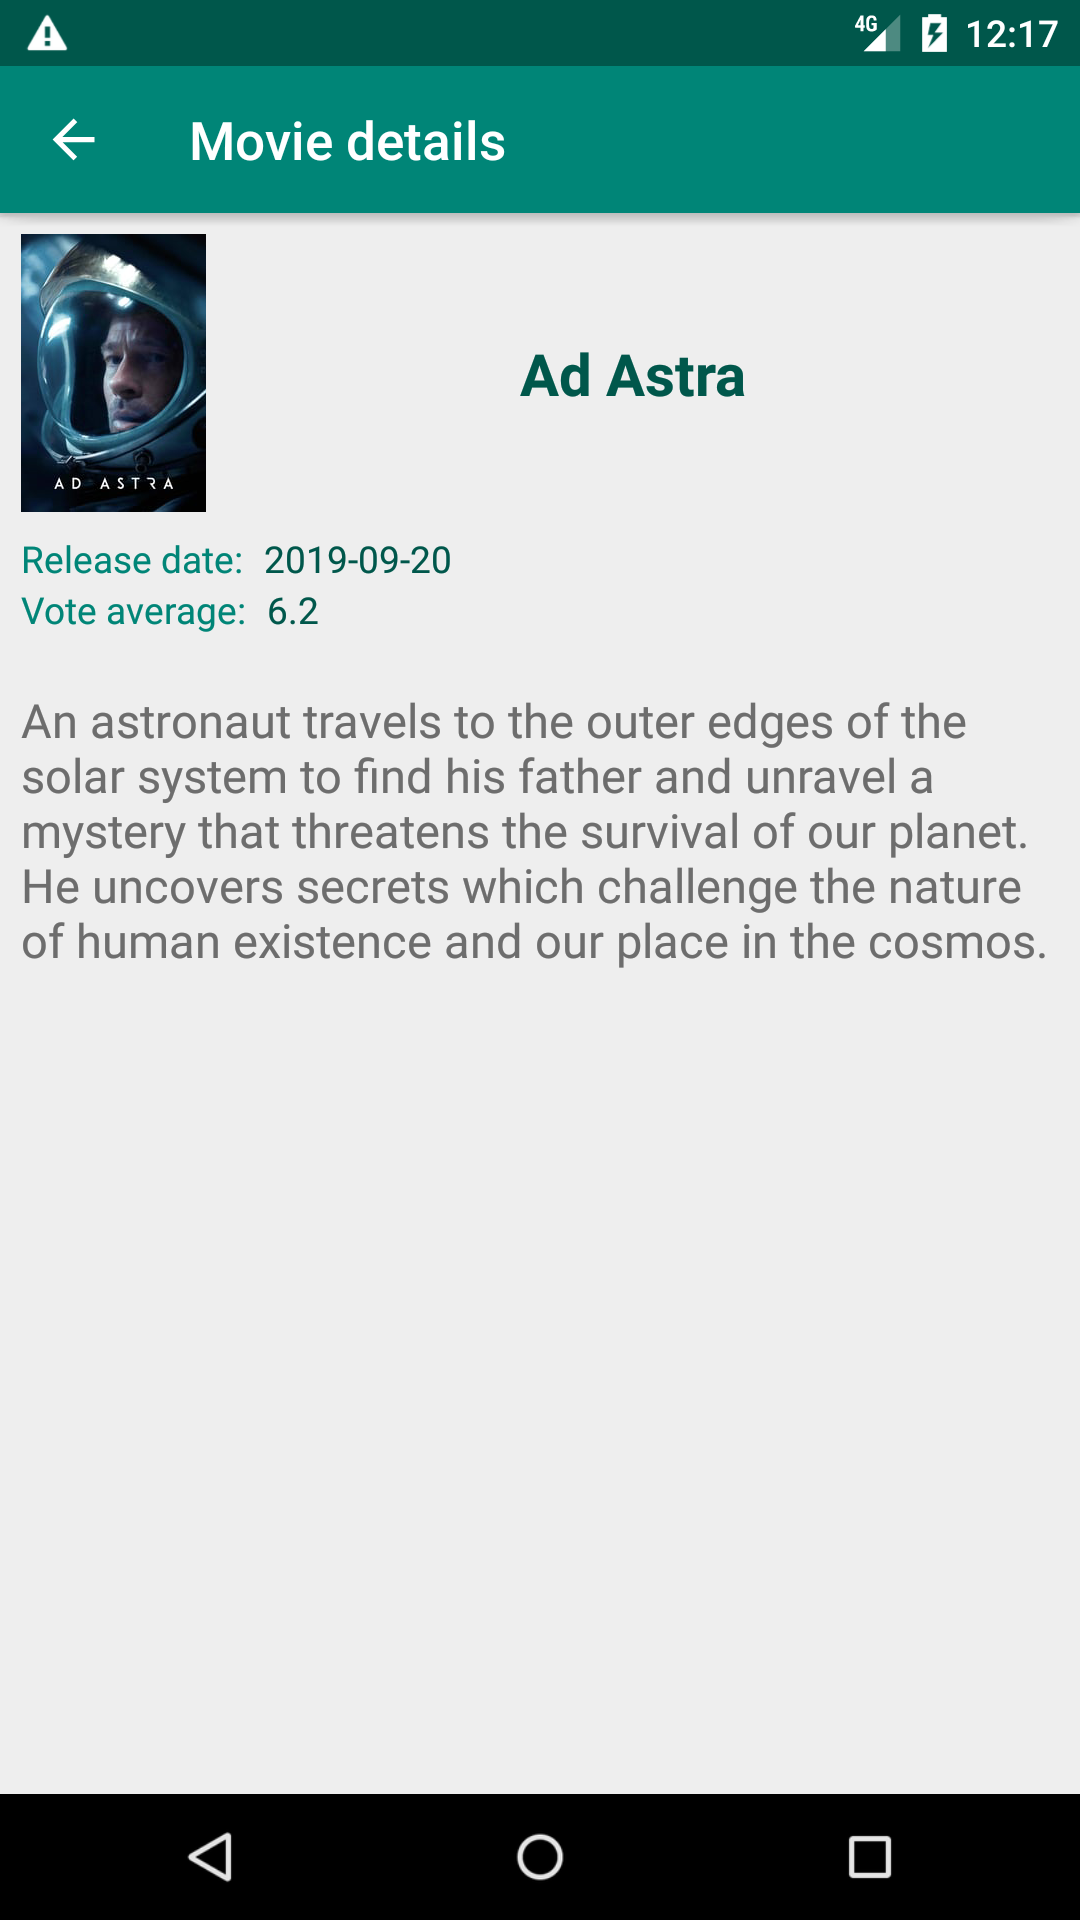 4G 12:17
Movie details
AD ASTRA
Ad Astra
Release date: 2019-09-20
Vote average: 6.2
An astronaut travels to the outer edges of the
solar system to find his father and unravel a
mystery that threatens the survival of our planet.
He uncovers secrets which challenge the nature
of human existence and our place in the cosmos.